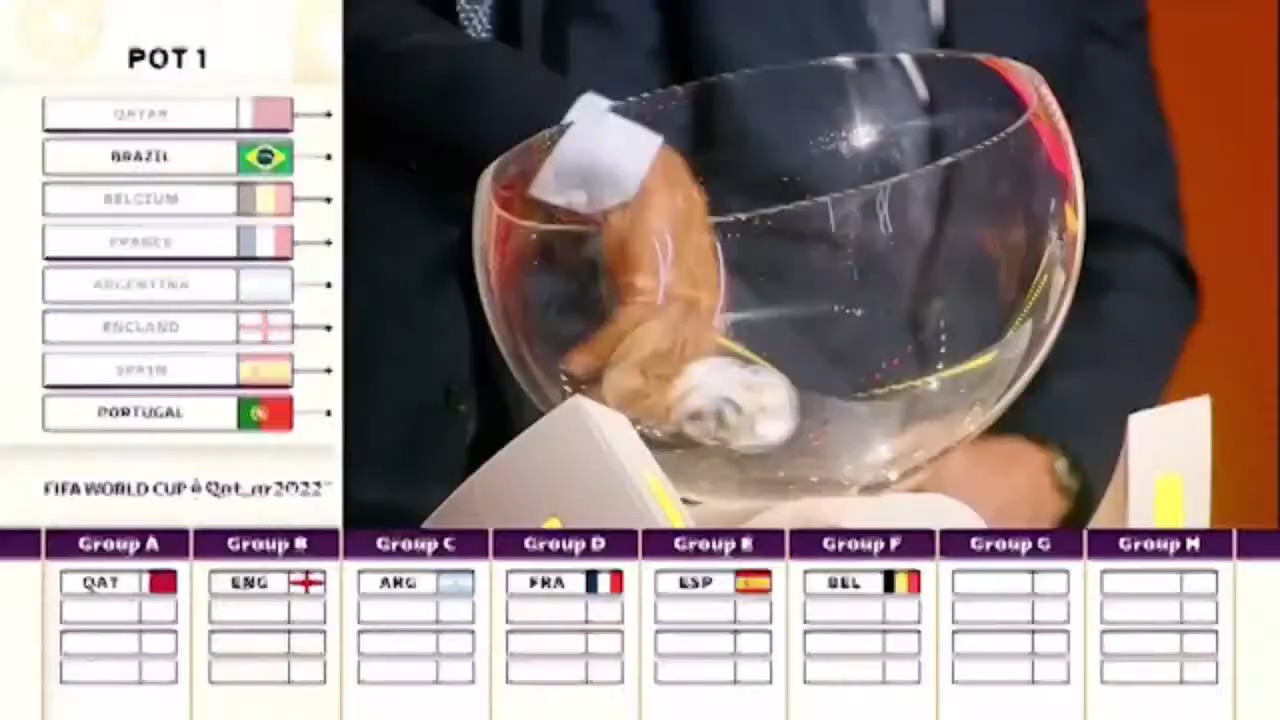 POT 1
QATAR
BRAZIL
BELGIUM
FRANCE
ARGENTINA
ENGLAND
SPAIN
PORTUGAL
FIFA WORLD CUP Qatar2022
Group A
Group B
Group C
Group D
Group E
Group F
Group G
Group H
QAT
ENG
ARG
FRA
ESP
BEL